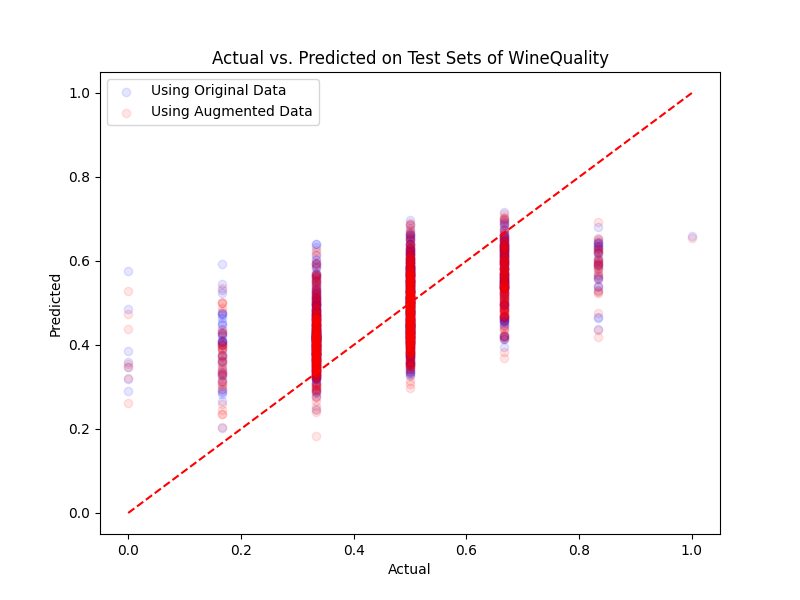 Actual vs. Predicted on Test Sets of WineQuality
Using Original Data
Using Augmented Data
1.0
0.8
0.6
0.4
0.2
0.0
Predicted
0.0 0.2 0.4 0.6 0.8 1.0
Actual